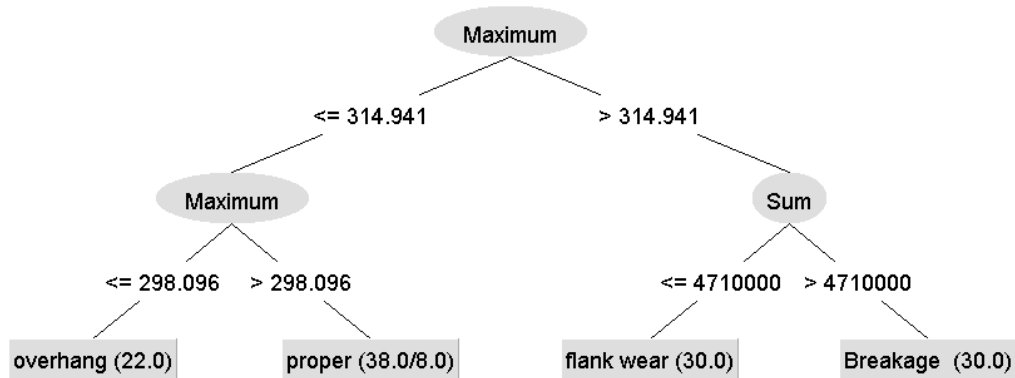 Maximum
<= 314.941 > 314.941
Maximum Sum
<= 298.096 > 298.096 <= 4710000 > 4710000
overhang (22.0) proper (38.0/8.0) flank wear (30.0) Breakage (30.0)